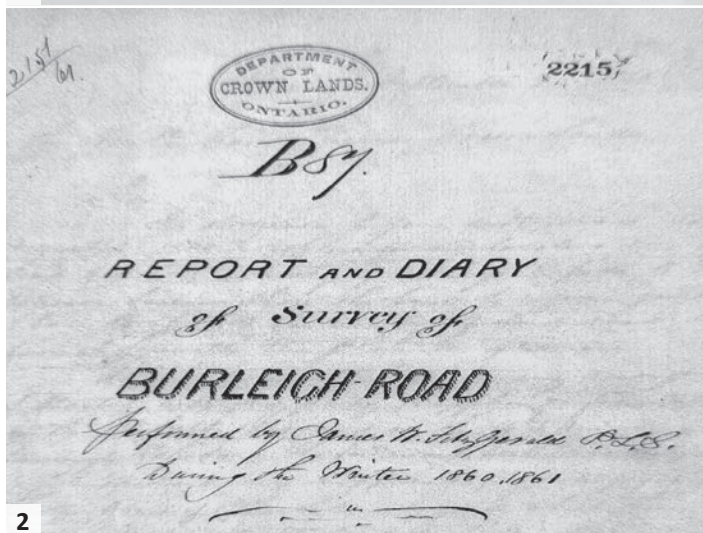 2151/61.
DEPARTMENT
OF
CROWN LANDS.
ONTARIO.
2215
B 87.
REPORT AND DIARY
of Survey of
BURLEIGH ROAD
Performed by James W. Fitzgerald P.L.S.
During the Winter 1860.1861
2